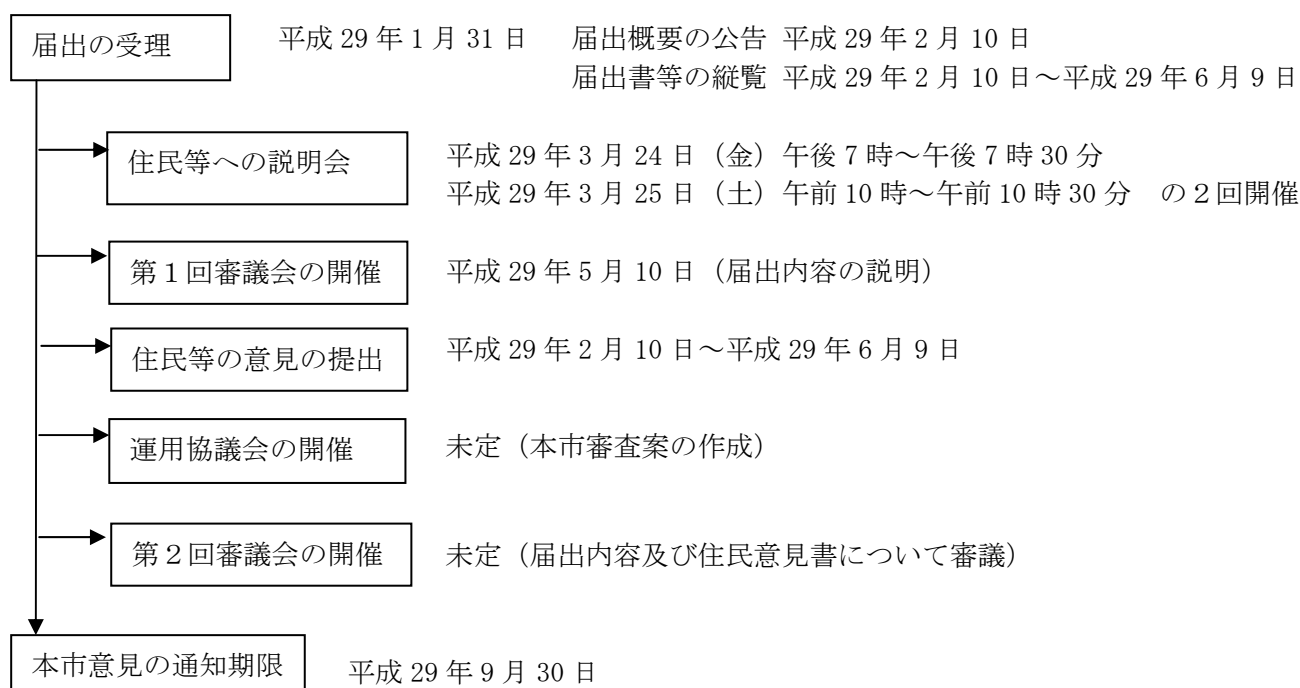 届出の受理 平成 29 年 1 月 31 日 届出概要の公告 平成 29 年 2 月 10 日
届出書等の縦覧 平成 29 年 2 月 10 日～平成 29 年 6 月 9 日
住民等への説明会 平成 29 年 3 月 24 日（金）午後 7 時～午後 7 時 30 分
平成 29 年 3 月 25 日（土）午前 10 時～午前 10 時 30 分 の２回開催
第１回審議会の開催 平成 29 年 5 月 10 日（届出内容の説明）
住民等の意見の提出 平成 29 年 2 月 10 日～平成 29 年 6 月 9 日
運用協議会の開催 未定（本市審査案の作成）
第２回審議会の開催 未定（届出内容及び住民意見書について審議）
本市意見の通知期限 平成 29 年 9 月 30 日